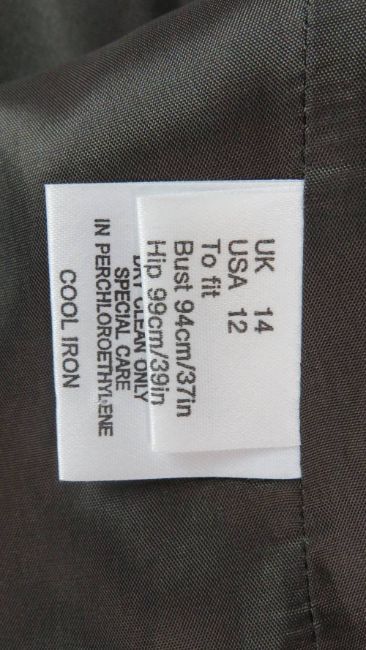 UK 14
USA 12
To fit
Bust 94cm/37in
Hip 99cm/39in
DRY CLEAN ONLY
SPECIAL CARE
IN PERCHLOROETHYLENE
COOL IRON